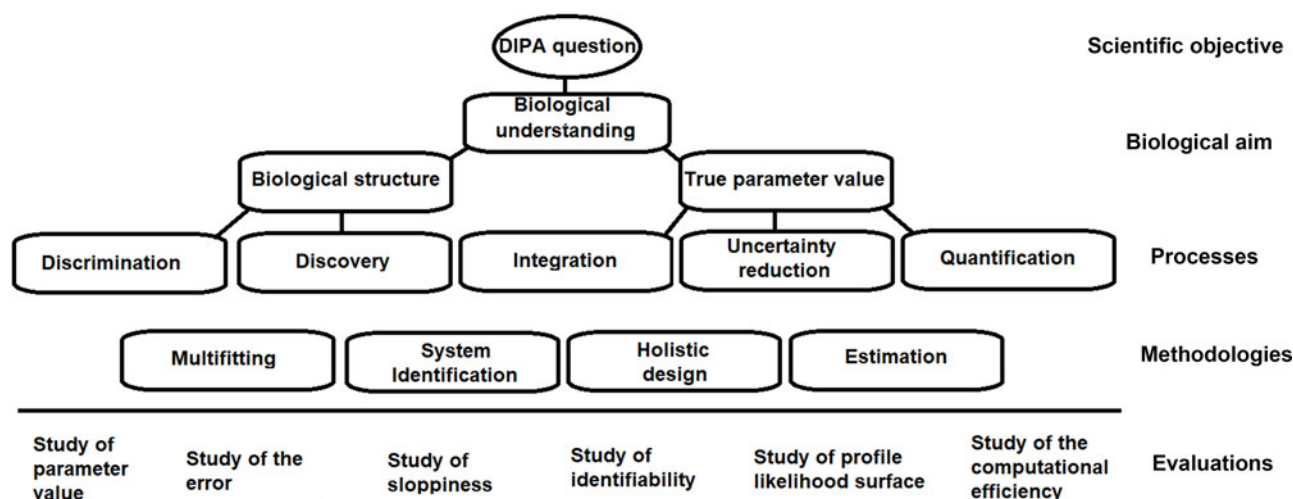 DIPA question
Scientific objective
Biological
understanding
Biological aim
Biological structure
True parameter value
Discrimination
Discovery
Integration
Uncertainty
reduction
Quantification
Processes
Multifitting
System
Identification
Holistic
design
Estimation
Methodologies
Study of
parameter
value
Study of the
error
Study of
sloppiness
Study of
identifiability
Study of profile
likelihood surface
Study of the
computational
efficiency
Evaluations